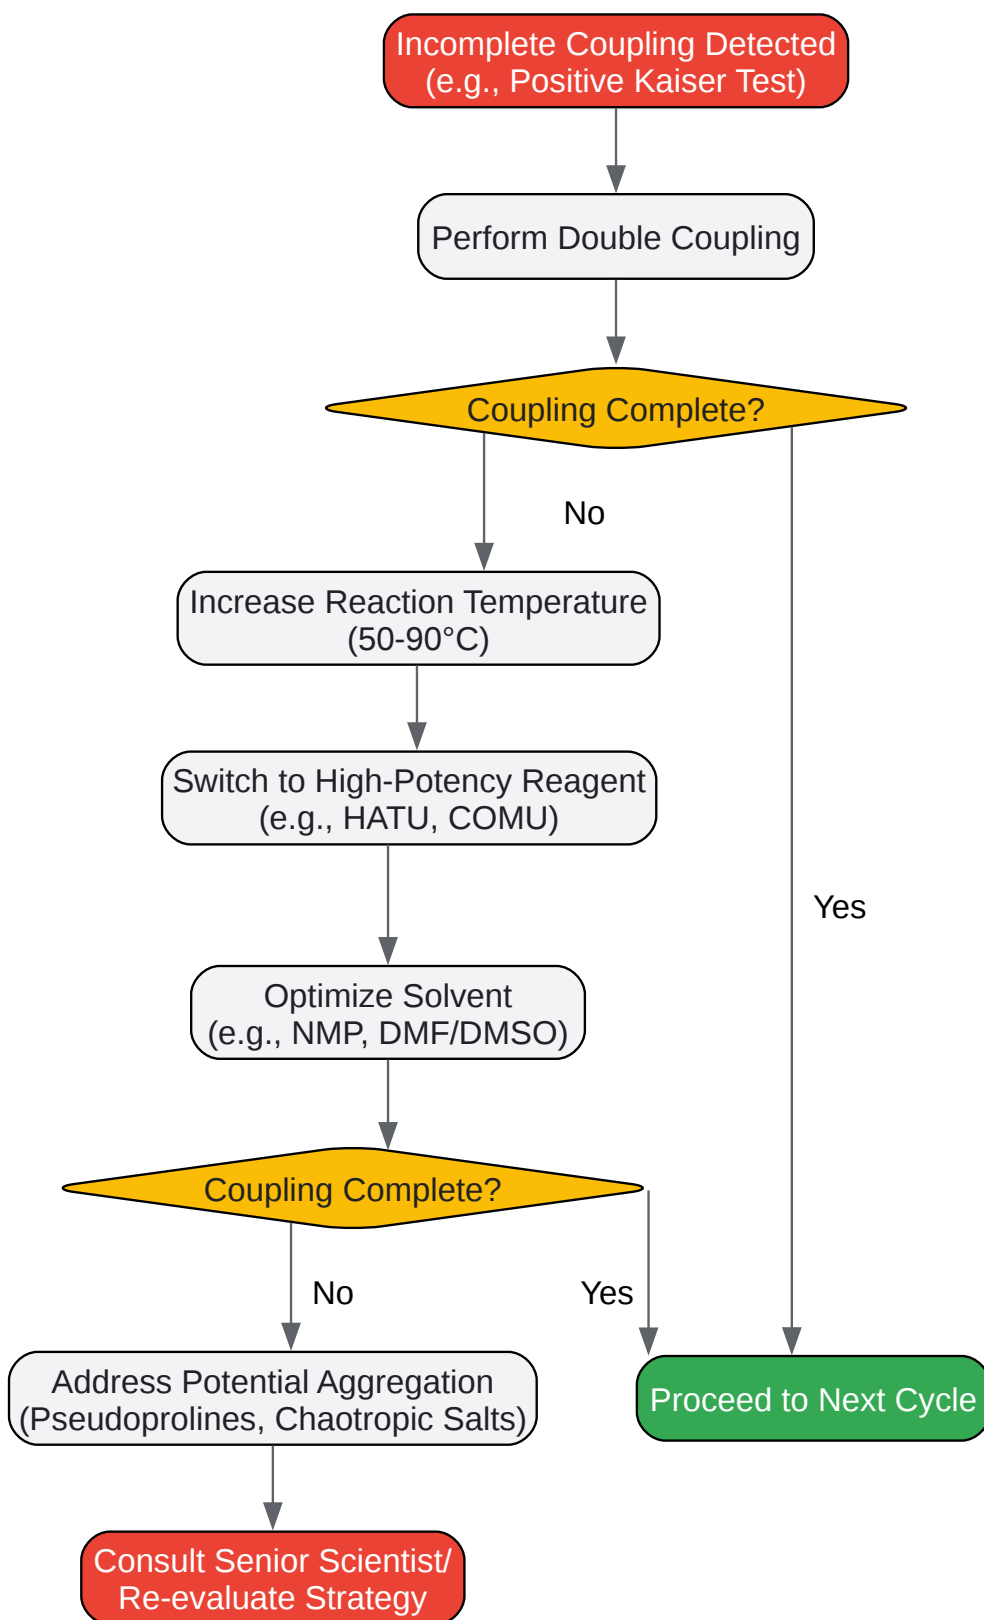 Incomplete Coupling Detected
(e.g., Positive Kaiser Test)
Perform Double Coupling
Coupling Complete?
No
Increase Reaction Temperature
(50-90°C)
Switch to High-Potency Reagent
(e.g., HATU, COMU)
Yes
Optimize Solvent
(e.g., NMP, DMF/DMSO)
Coupling Complete?
No
Yes
Address Potential Aggregation
(Pseudoprolines, Chaotropic Salts)
Proceed to Next Cycle
Consult Senior Scientist/
Re-evaluate Strategy